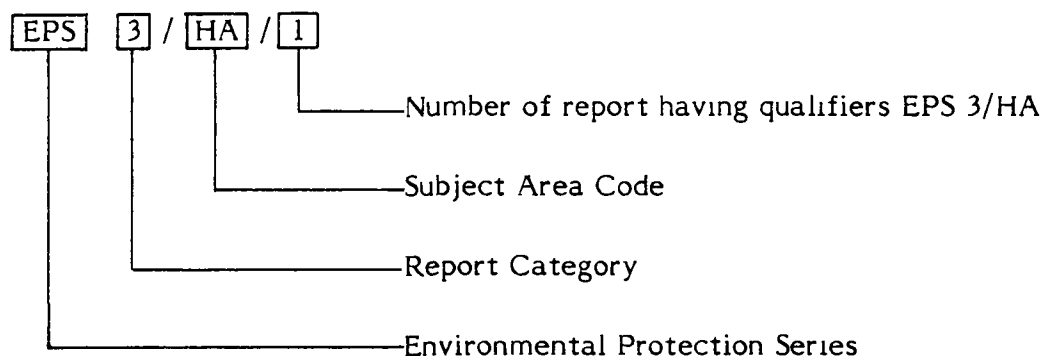 EPS 3 / HA / 1
Number of report having qualifiers EPS 3/HA
Subject Area Code
Report Category
Environmental Protection Series